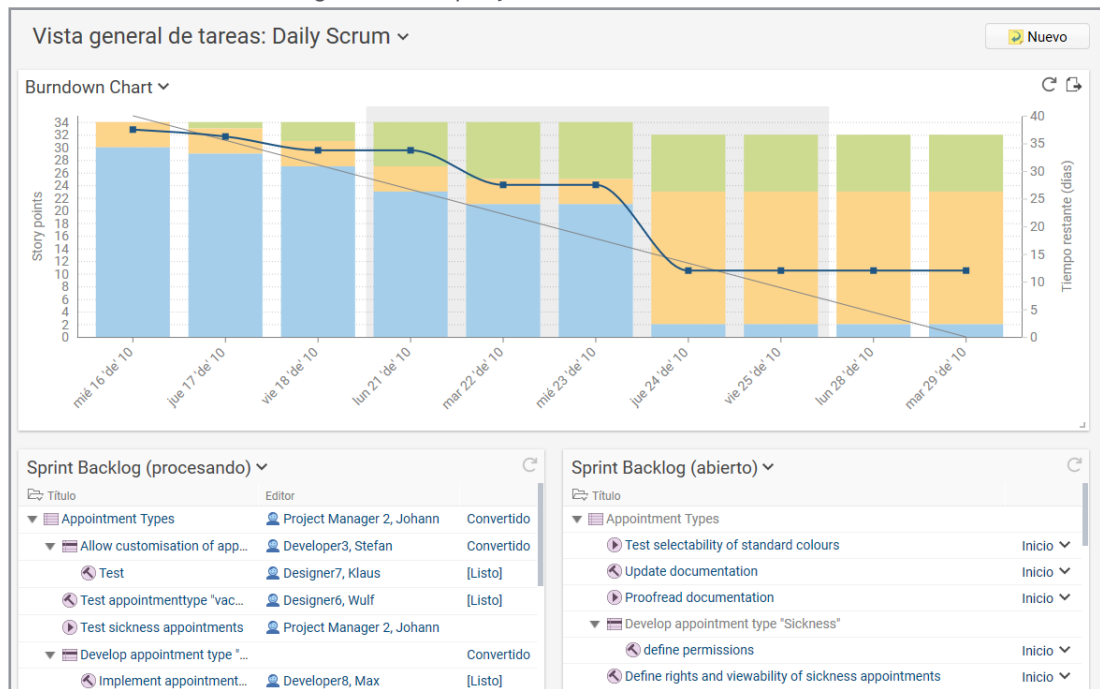 Vista general de tareas: Daily Scrum
Nuevo
Burndown Chart
34
32
30
28
26
24
22
20
18
16
14
12
10
8
6
4
2
0
Story points
40
35
30
25
20
15
10
5
0
Tiempo restante (días)
mié 16 'de' 10
jue 17 'de' 10
vie 18 'de' 10
lun 21 'de' 10
mar 22 'de' 10
mié 23 'de' 10
jue 24 'de' 10
vie 25 'de' 10
lun 28 'de' 10
mar 29 'de' 10
Sprint Backlog (procesando)
Título Editor
Appointment Types Project Manager 2, Johann Convertido
Allow customisation of app... Developer3, Stefan Convertido
Test Designer7, Klaus [Listo]
Test appointmenttype "vac... Designer6, Wulf [Listo]
Test sickness appointments Project Manager 2, Johann
Develop appointment type "... Convertido
Implement appointment... Developer8, Max [Listo]
Sprint Backlog (abierto)
Título
Appointment Types
Test selectability of standard colours Inicio
Update documentation Inicio
Proofread documentation Inicio
Develop appointment type "Sickness"
define permissions Inicio
Define rights and viewability of sickness appointments Inicio